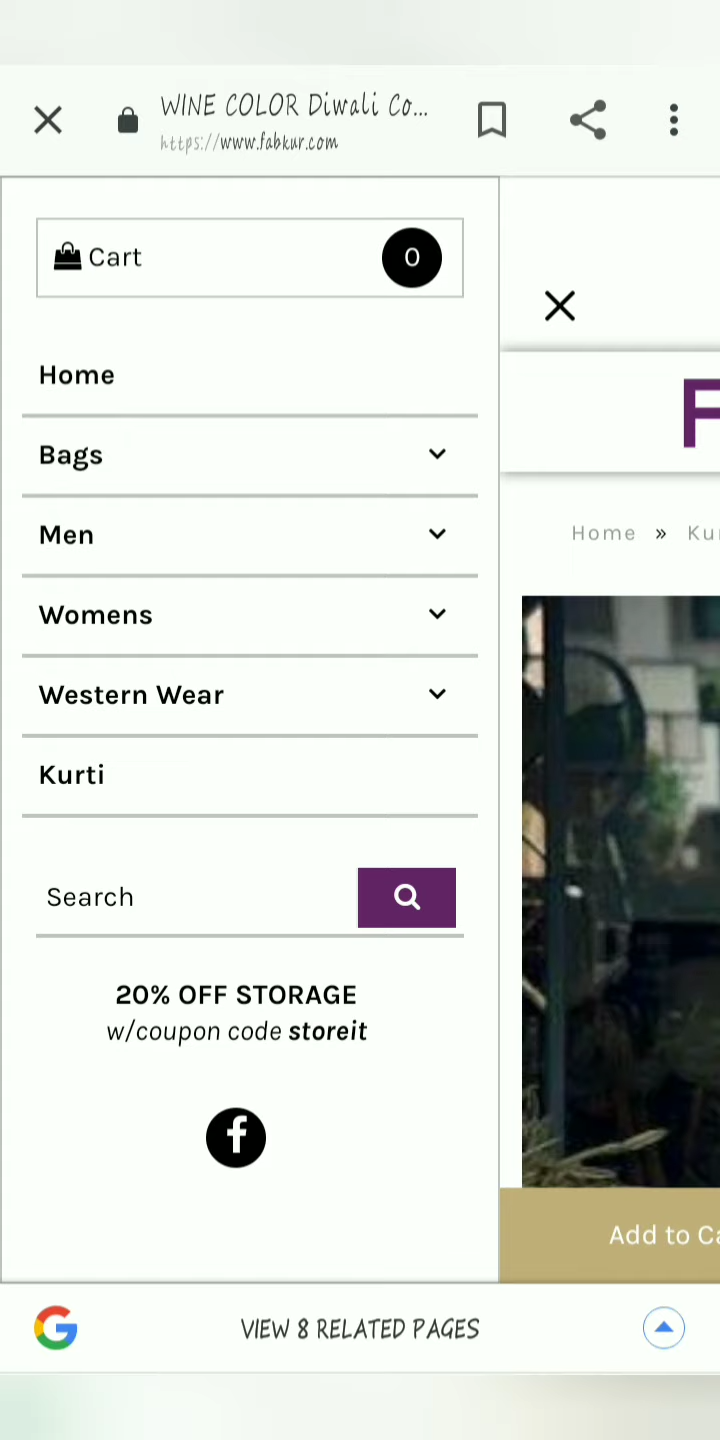 WINE COLOR Diwali Co...
https://www.fabkur.com
Cart
0
Home
Bags
Men
Womens
Western Wear
Kurti
Search
20% OFF STORAGE
w/coupon code storeit
F
Home » Ku
Add to Ca
VIEW 8 RELATED PAGES